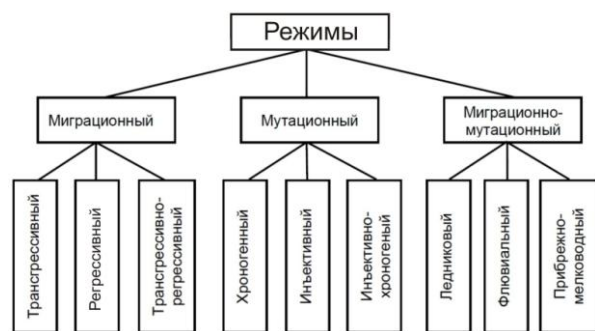 Режимы
Миграционный
Мутационный
Миграционно-
мутационный
Трансгрессивный
Регрессивный
Трансгрессивно-
регрессивный
Хроногенный
Инъективный
Инъективно-
хроногеный
Ледниковый
Флювиальный
Прибрежно-
мелководный